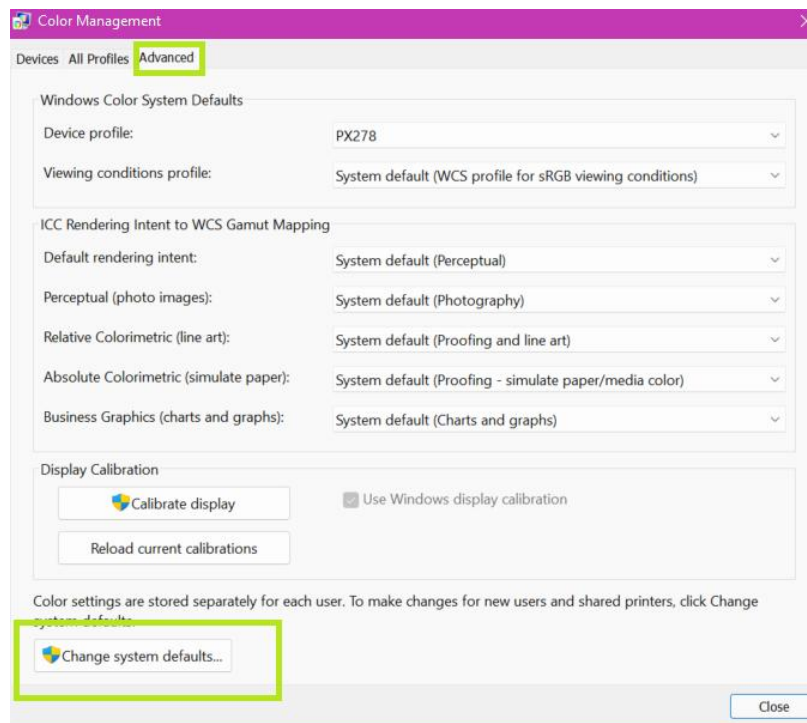 Color Management
Devices All Profiles Advanced
Windows Color System Defaults
Device profile: PX278
Viewing conditions profile: System default (WCS profile for sRGB viewing conditions)
ICC Rendering Intent to WCS Gamut Mapping
Default rendering intent: System default (Perceptual)
Perceptual (photo images): System default (Photography)
Relative Colorimetric (line art): System default (Proofing and line art)
Absolute Colorimetric (simulate paper): System default (Proofing - simulate paper/media color)
Business Graphics (charts and graphs): System default (Charts and graphs)
Display Calibration
Calibrate display Use Windows display calibration
Reload current calibrations
Color settings are stored separately for each user. To make changes for new users and shared printers, click Change
system defaults.
Change system defaults...
Close